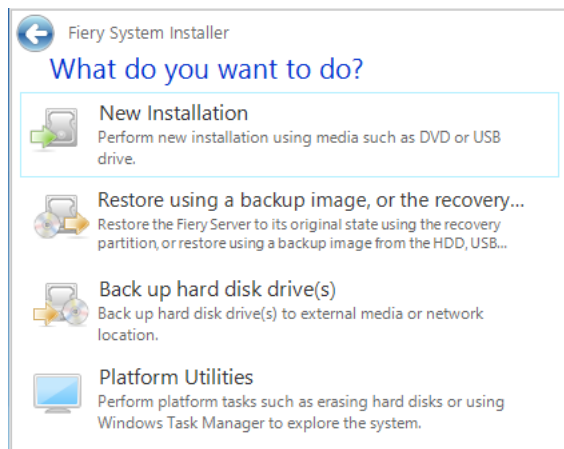 Fiery System Installer
What do you want to do?
New Installation
Perform new installation using media such as DVD or USB
drive.
Restore using a backup image, or the recovery...
Restore the Fiery Server to its original state using the recovery
partition, or restore using a backup image from the HDD, USB...
Back up hard disk drive(s)
Back up hard disk drive(s) to external media or network
location.
Platform Utilities
Perform platform tasks such as erasing hard disks or using
Windows Task Manager to explore the system.